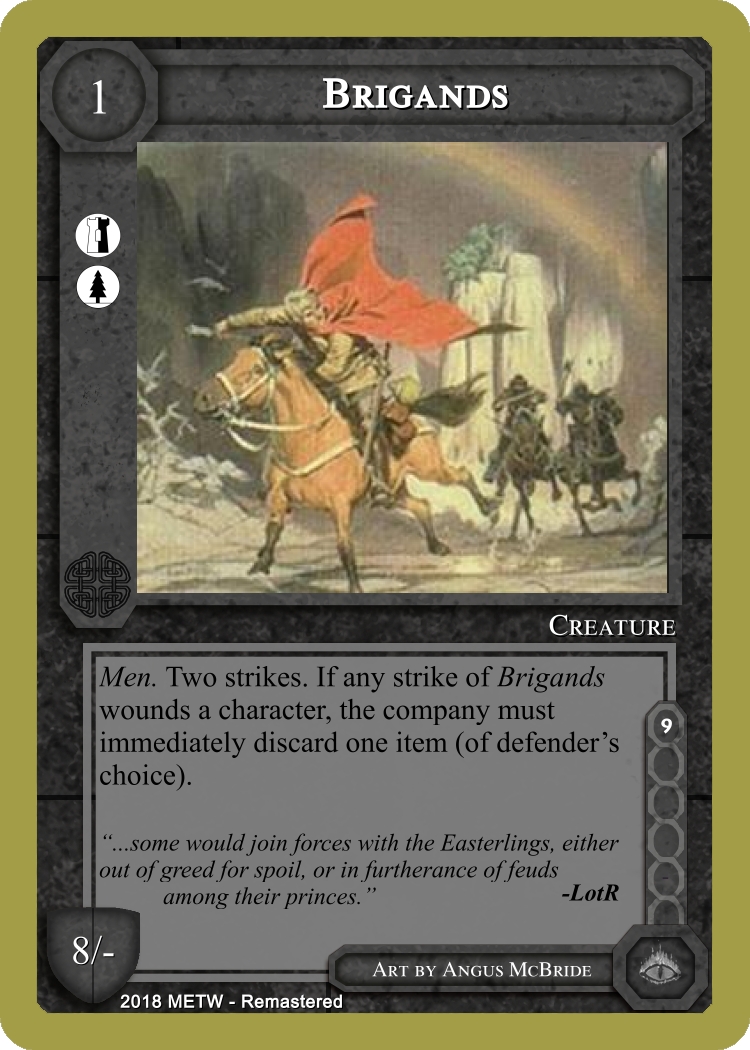 1
BRIGANDS
CREATURE
Men. Two strikes. If any strike of Brigands
wounds a character, the company must
immediately discard one item (of defender’s
choice).
9
“...some would join forces with the Easterlings, either
out of greed for spoil, or in furtherance of feuds
among their princes.”
-LotR
8/-
ART BY ANGUS MCBRIDE
2018 METW - Remastered